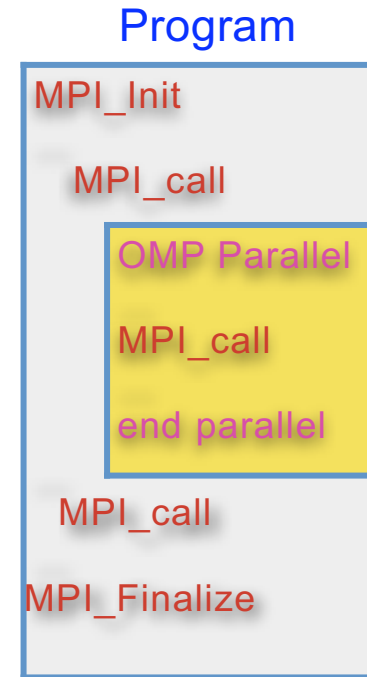 Program
MPI_Init
MPI_call
OMP Parallel
MPI_call
end parallel
MPI_call
MPI_Finalize